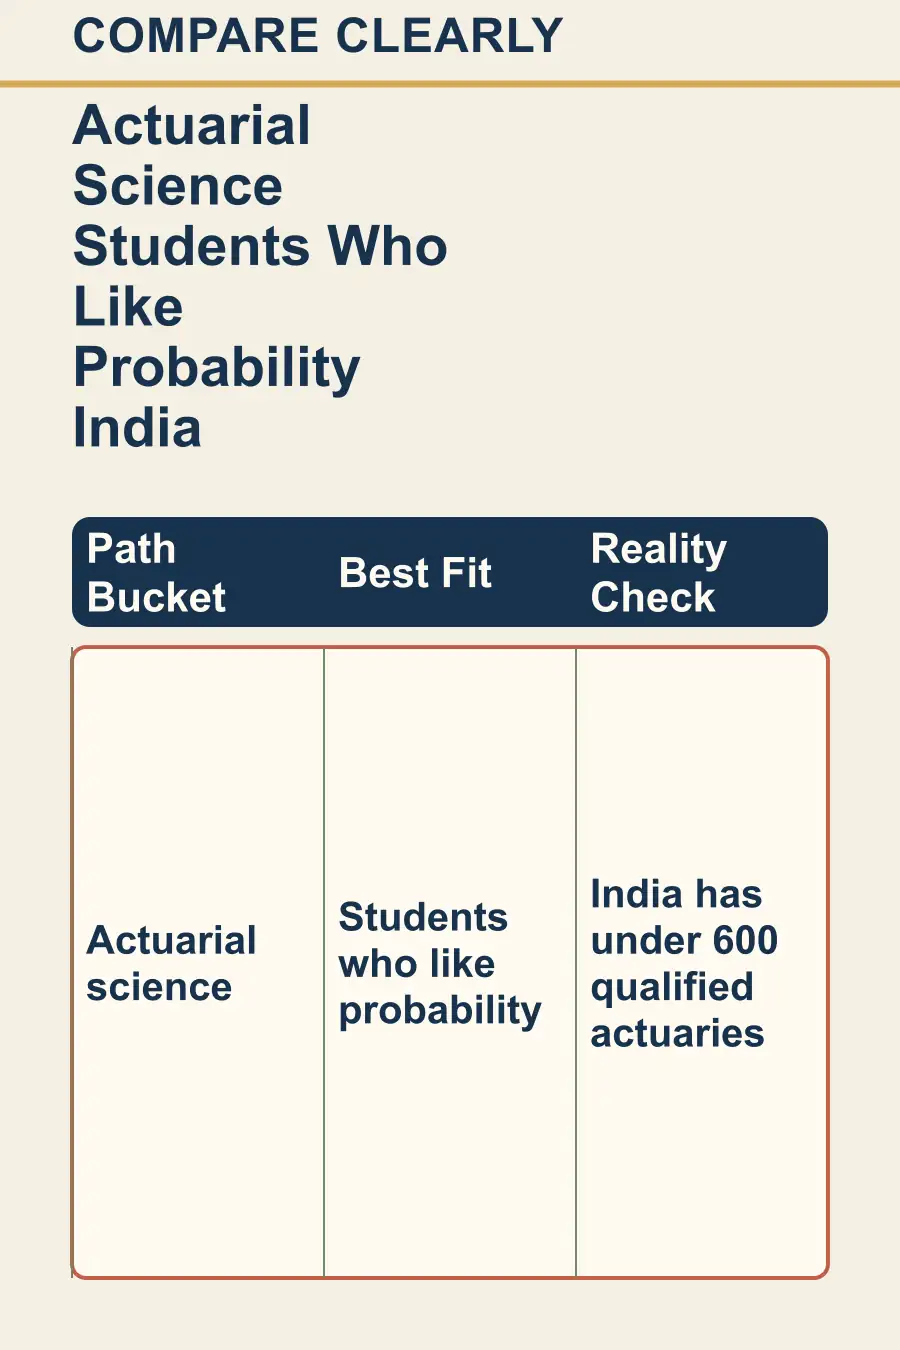 COMPARE CLEARLY
Actuarial
Science
Students Who
Like
Probability
India
Path
Bucket
Best Fit
Reality
Check
Actuarial
science
Students
who like
probability
India has
under 600
qualified
actuaries